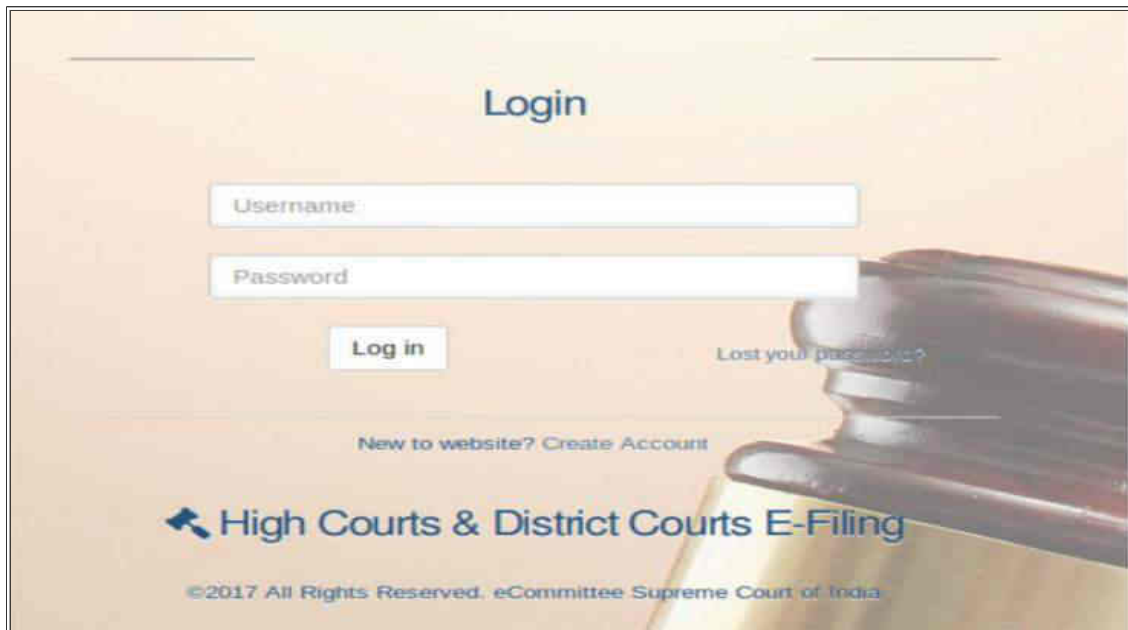 Login
Username
Password
Log in
Lost your password?
New to website? Create Account
High Courts & District Courts E-Filing
©2017 All Rights Reserved. eCommittee Supreme Court of India